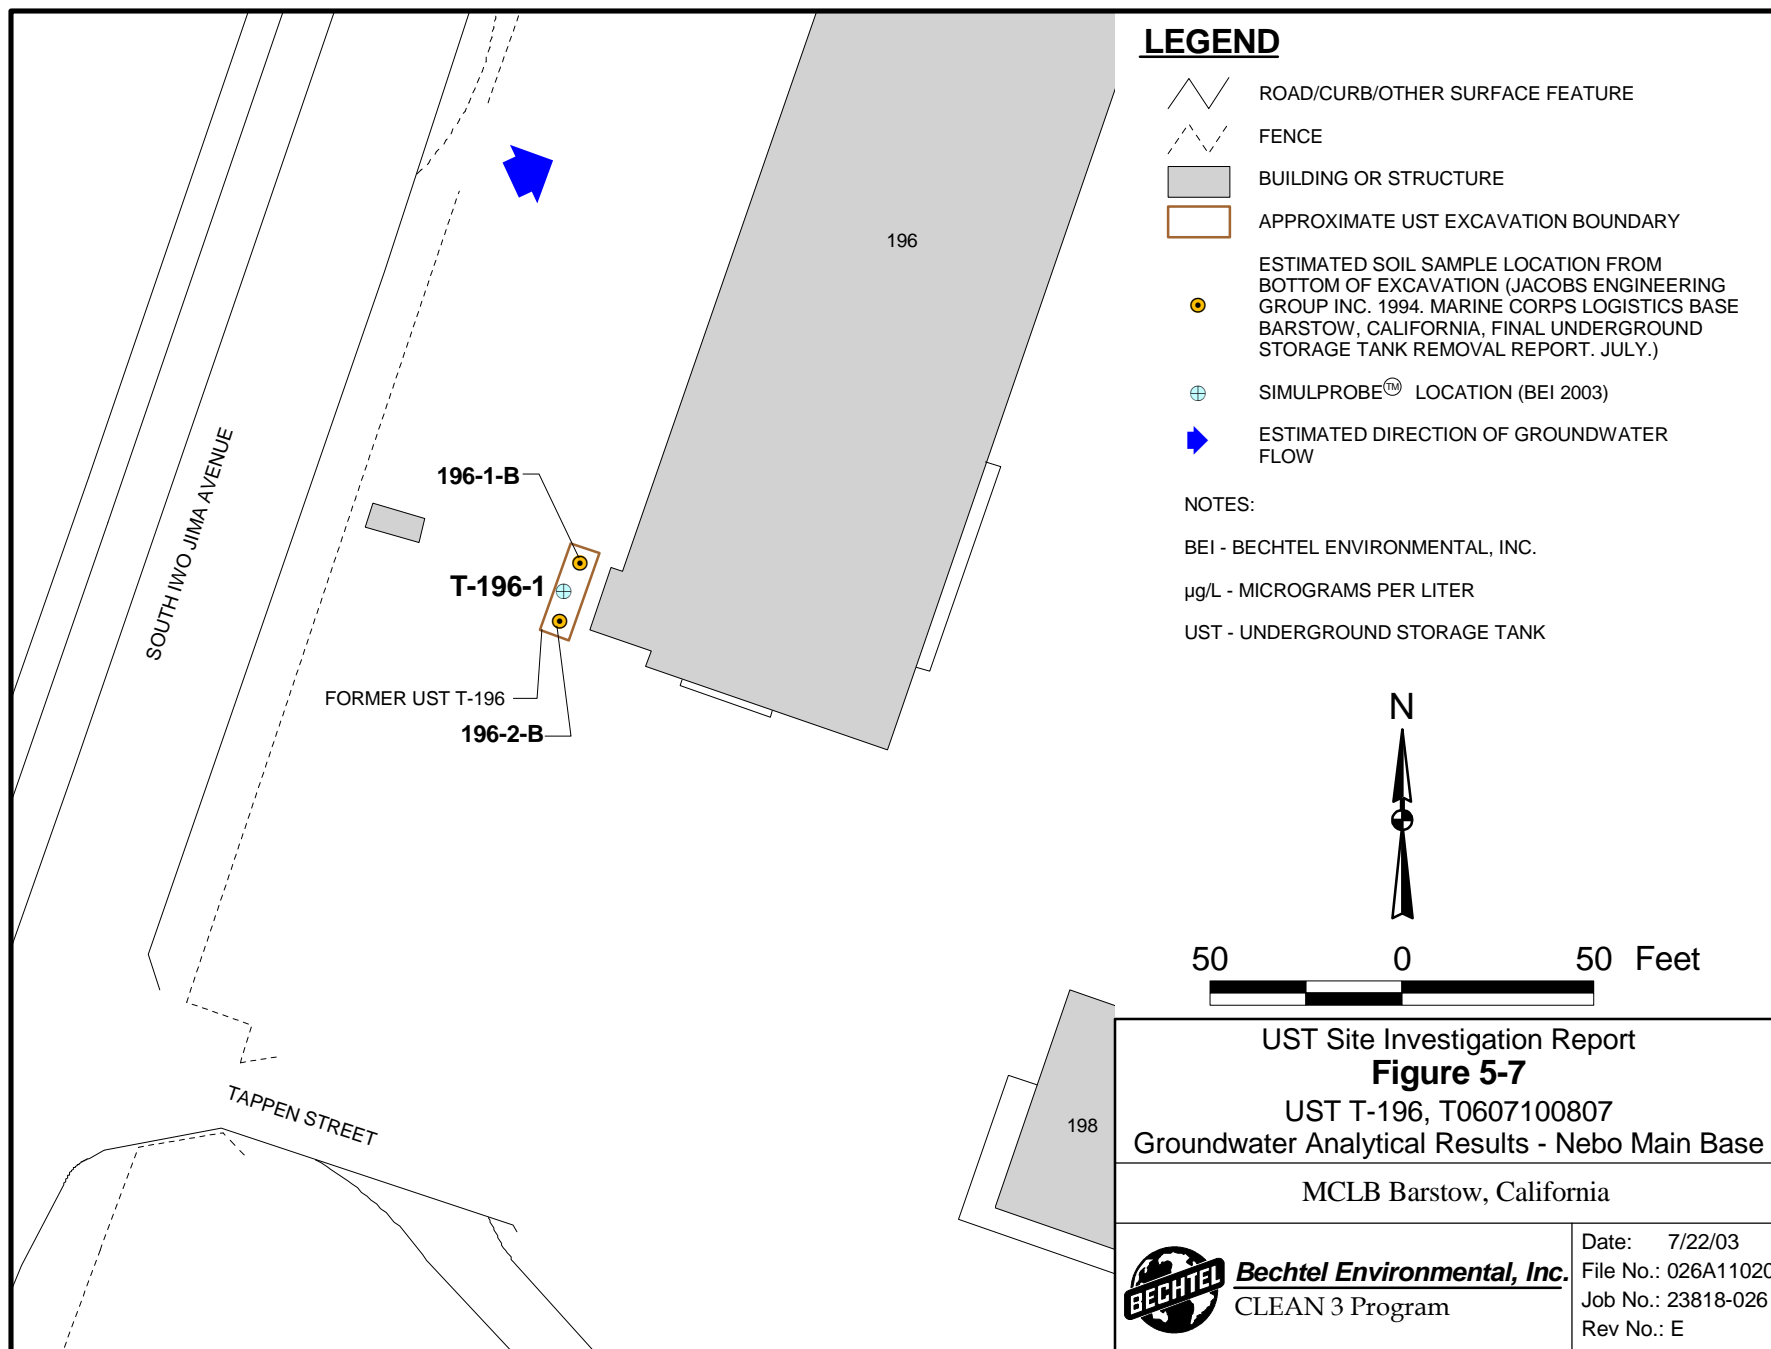 LEGEND
ROAD/CURB/OTHER SURFACE FEATURE
FENCE
BUILDING OR STRUCTURE
APPROXIMATE UST EXCAVATION BOUNDARY
ESTIMATED SOIL SAMPLE LOCATION FROM
BOTTOM OF EXCAVATION (JACOBS ENGINEERING
GROUP INC. 1994. MARINE CORPS LOGISTICS BASE
BARSTOW, CALIFORNIA, FINAL UNDERGROUND
STORAGE TANK REMOVAL REPORT. JULY.)
SIMULPROBE™ LOCATION (BEI 2003)
ESTIMATED DIRECTION OF GROUNDWATER
FLOW
NOTES:
BEI - BECHTEL ENVIRONMENTAL, INC.
µg/L - MICROGRAMS PER LITER
UST - UNDERGROUND STORAGE TANK
196
196-1-B
T-196-1
FORMER UST T-196
196-2-B
SOUTH IWO JIMA AVENUE
TAPPEN STREET
198
N
50 0 50 Feet
UST Site Investigation Report
Figure 5-7
UST T-196, T0607100807
Groundwater Analytical Results - Nebo Main Base
MCLB Barstow, California
BECHTEL
Bechtel Environmental, Inc.
CLEAN 3 Program
Date: 7/22/03
File No.: 026A11020
Job No.: 23818-026
Rev No.: E